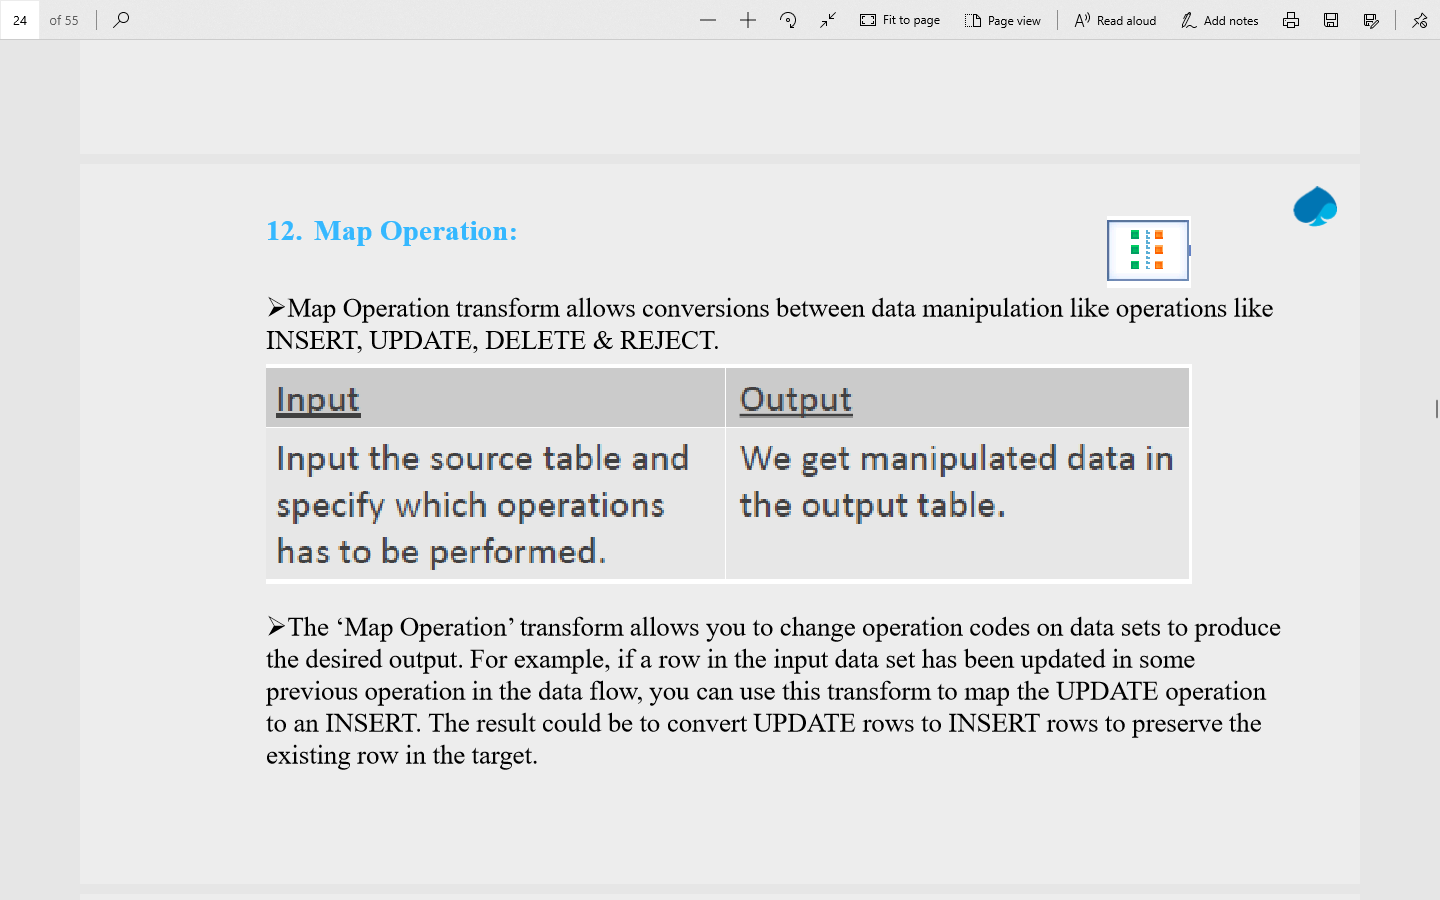 24 of 55 Fit to page Page view Read aloud Add notes
12. Map Operation:
➢Map Operation transform allows conversions between data manipulation like operations like
INSERT, UPDATE, DELETE & REJECT.
Input Output
Input the source table and We get manipulated data in
specify which operations the output table.
has to be performed.
➢The ‘Map Operation’ transform allows you to change operation codes on data sets to produce
the desired output. For example, if a row in the input data set has been updated in some
previous operation in the data flow, you can use this transform to map the UPDATE operation
to an INSERT. The result could be to convert UPDATE rows to INSERT rows to preserve the
existing row in the target.